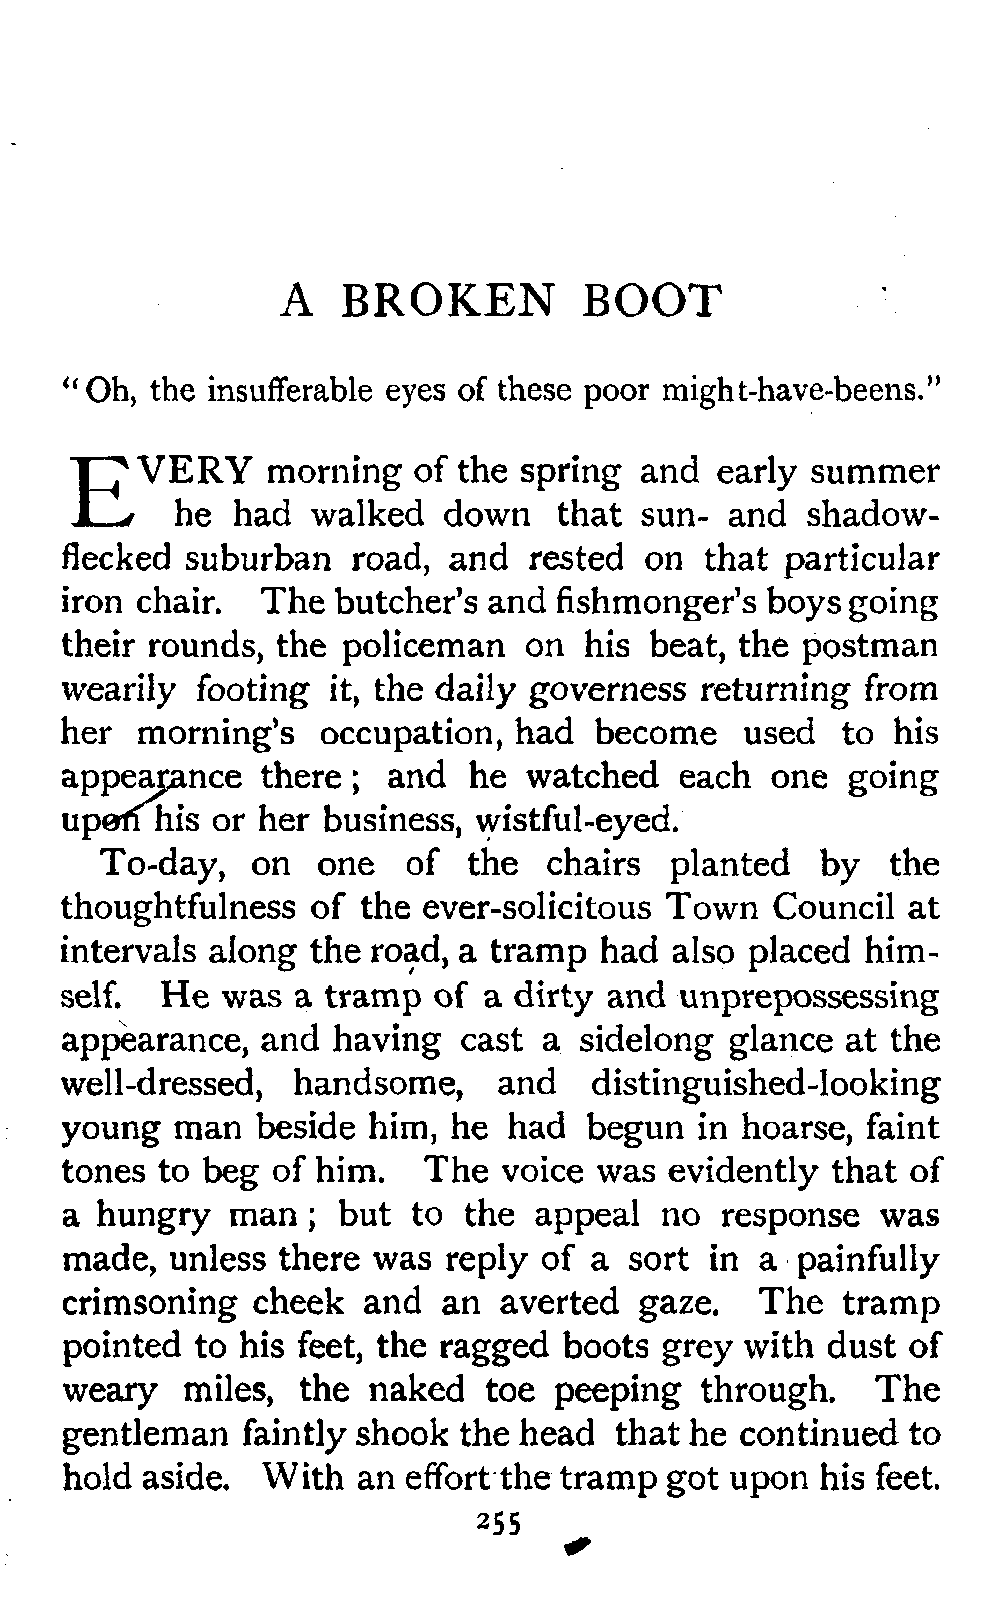 A BROKEN BOOT
"Oh, the insufferable eyes of these poor might-have-beens."
EVERY morning of the spring and early summer
he had walked down that sun- and shadow-
flecked suburban road, and rested on that particular
iron chair. The butcher's and fishmonger's boys going
their rounds, the policeman on his beat, the postman
wearily footing it, the daily governess returning from
her morning's occupation, had become used to his
appearance there; and he watched each one going
upon his or her business, wistful-eyed.
To-day, on one of the chairs planted by the
thoughtfulness of the ever-solicitous Town Council at
intervals along the road, a tramp had also placed him-
self. He was a tramp of a dirty and unprepossessing
appearance, and having cast a sidelong glance at the
well-dressed, handsome, and distinguished-looking
young man beside him, he had begun in hoarse, faint
tones to beg of him. The voice was evidently that of
a hungry man; but to the appeal no response was
made, unless there was reply of a sort in a painfully
crimsoning cheek and an averted gaze. The tramp
pointed to his feet, the ragged boots grey with dust of
weary miles, the naked toe peeping through. The
gentleman faintly shook the head that he continued to
hold aside. With an effort the tramp got upon his feet.
255